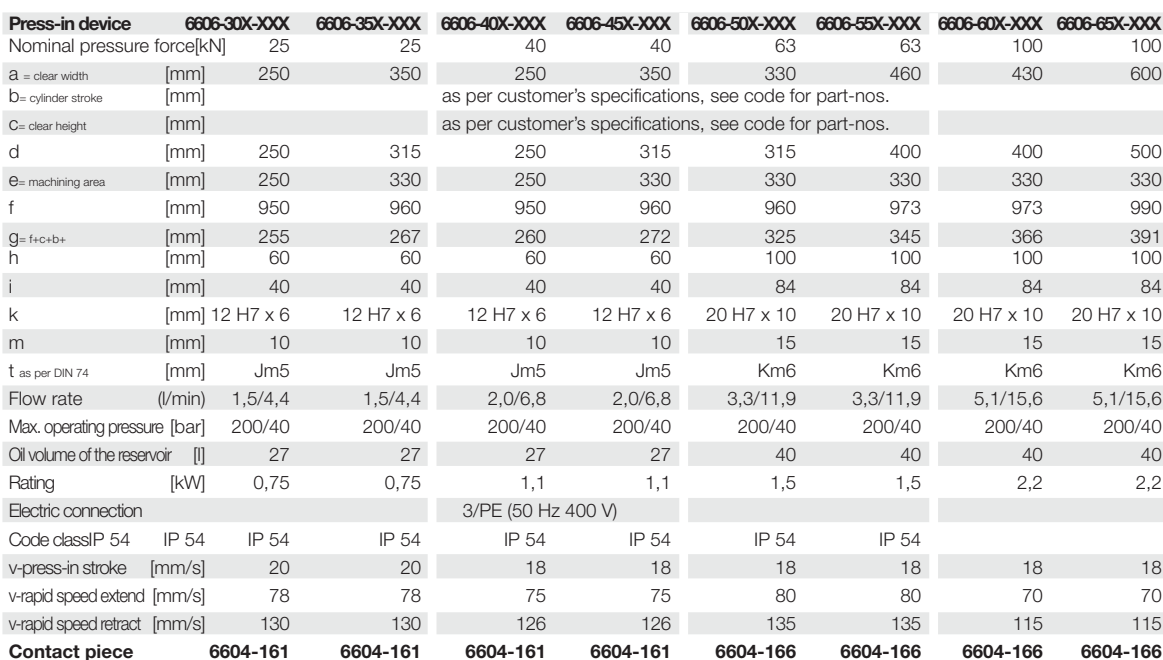 Press-in device 6606-30X-XXX 6606-35X-XXX 6606-40X-XXX 6606-45X-XXX 6606-50X-XXX 6606-55X-XXX 6606-60X-XXX 6606-65X-XXX
Nominal pressure force[kN] 25 25 40 40 63 63 100 100
a = clear width [mm] 250 350 250 350 330 460 430 600
b= cylinder stroke [mm] as per customer's specifications, see code for part-nos.
c= clear height [mm] as per customer's specifications, see code for part-nos.
d [mm] 250 315 250 315 315 400 400 500
e= machining area [mm] 250 330 250 330 330 330 330 330
f [mm] 950 960 950 960 960 973 973 990
g= f+c+b+ [mm] 255 267 260 272 325 345 366 391
h [mm] 60 60 60 60 100 100 100 100
i [mm] 40 40 40 40 84 84 84 84
k [mm] 12 H7 x 6 12 H7 x 6 12 H7 x 6 12 H7 x 6 20 H7 x 10 20 H7 x 10 20 H7 x 10 20 H7 x 10
m [mm] 10 10 10 10 15 15 15 15
t as per DIN 74 [mm] Jm5 Jm5 Jm5 Jm5 Km6 Km6 Km6 Km6
Flow rate (l/min) 1,5/4,4 1,5/4,4 2,0/6,8 2,0/6,8 3,3/11,9 3,3/11,9 5,1/15,6 5,1/15,6
Max. operating pressure [bar] 200/40 200/40 200/40 200/40 200/40 200/40 200/40 200/40
Oil volume of the reservoir [l] 27 27 27 27 40 40 40 40
Rating [kW] 0,75 0,75 1,1 1,1 1,5 1,5 2,2 2,2
Electric connection 3/PE (50 Hz 400 V)
Code classIP 54 IP 54 IP 54 IP 54 IP 54 IP 54 IP 54 IP 54
v-press-in stroke [mm/s] 20 20 18 18 18 18 18 18
v-rapid speed extend [mm/s] 78 78 75 75 80 80 70 70
v-rapid speed retract [mm/s] 130 130 126 126 135 135 115 115
Contact piece 6604-161 6604-161 6604-161 6604-161 6604-166 6604-166 6604-166 6604-166